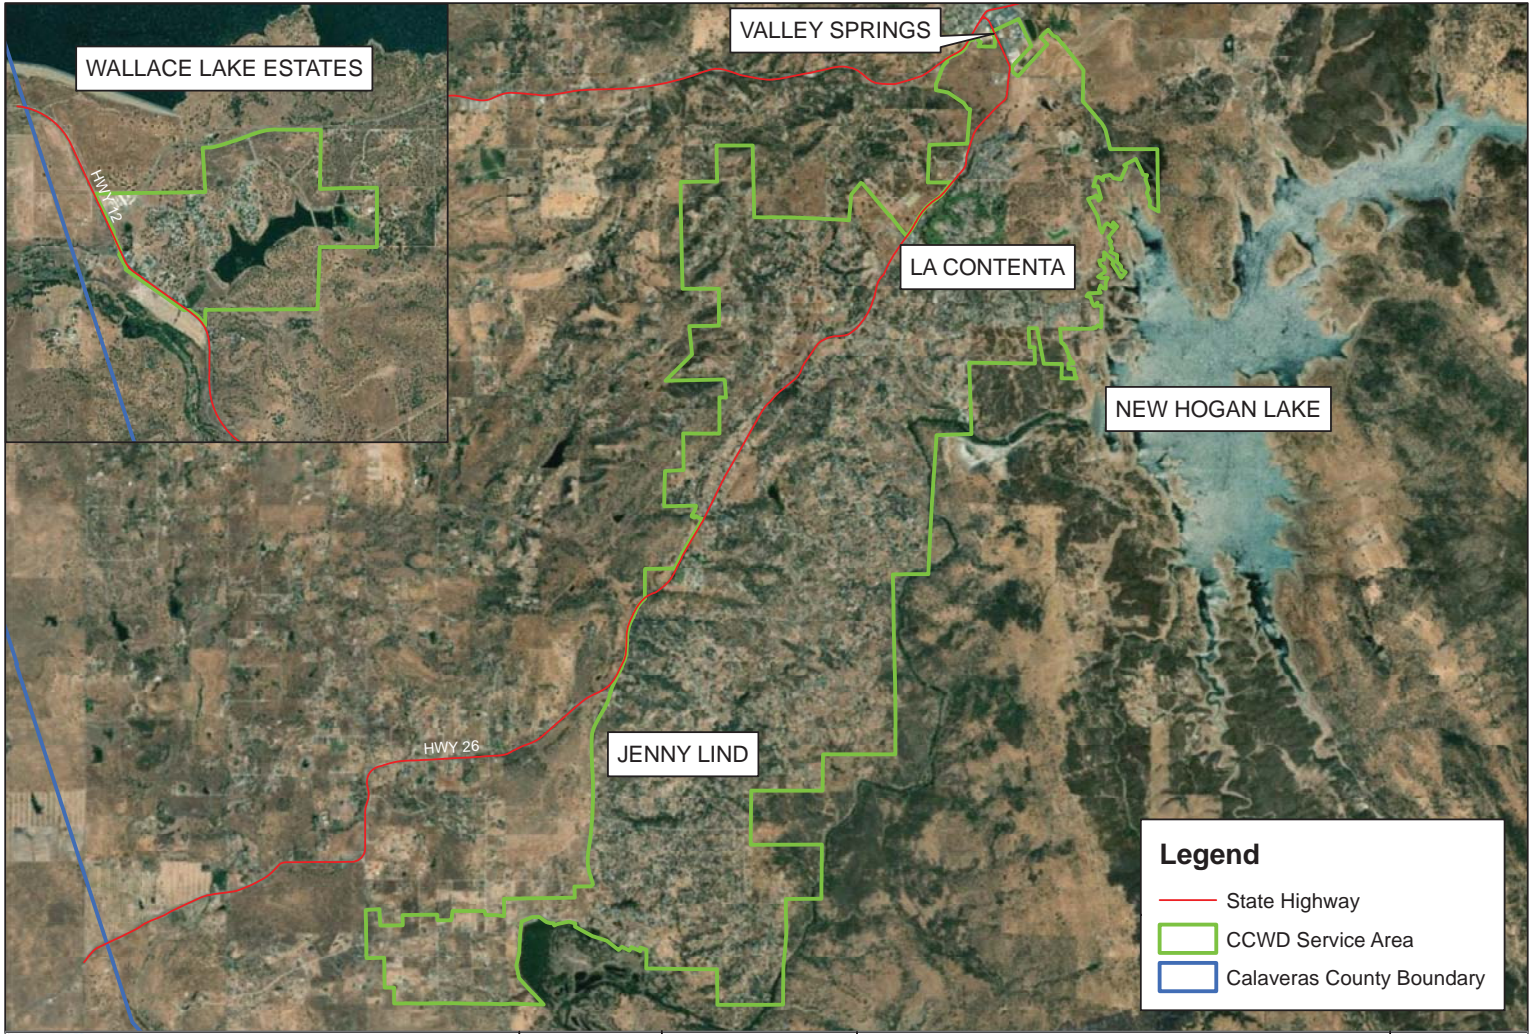 VALLEY SPRINGS
WALLACE LAKE ESTATES
HWY 12
LA CONTENTA
NEW HOGAN LAKE
HWY 26
JENNY LIND
Legend
State Highway
CCWD Service Area
Calaveras County Boundary